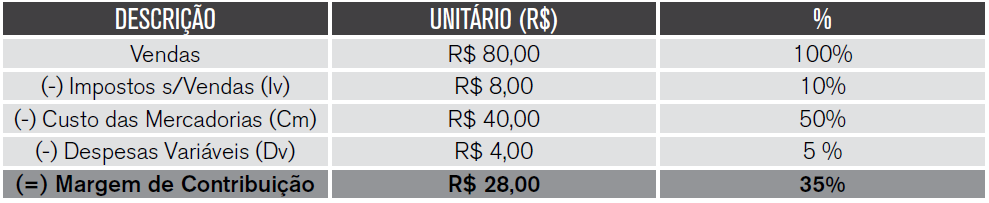 DESCRIÇÃO UNITÁRIO (R$) %
Vendas R$ 80,00 100%
(-) Impostos s/Vendas (Iv) R$ 8,00 10%
(-) Custo das Mercadorias (Cm) R$ 40,00 50%
(-) Despesas Variáveis (Dv) R$ 4,00 5 %
(=) Margem de Contribuição R$ 28,00 35%